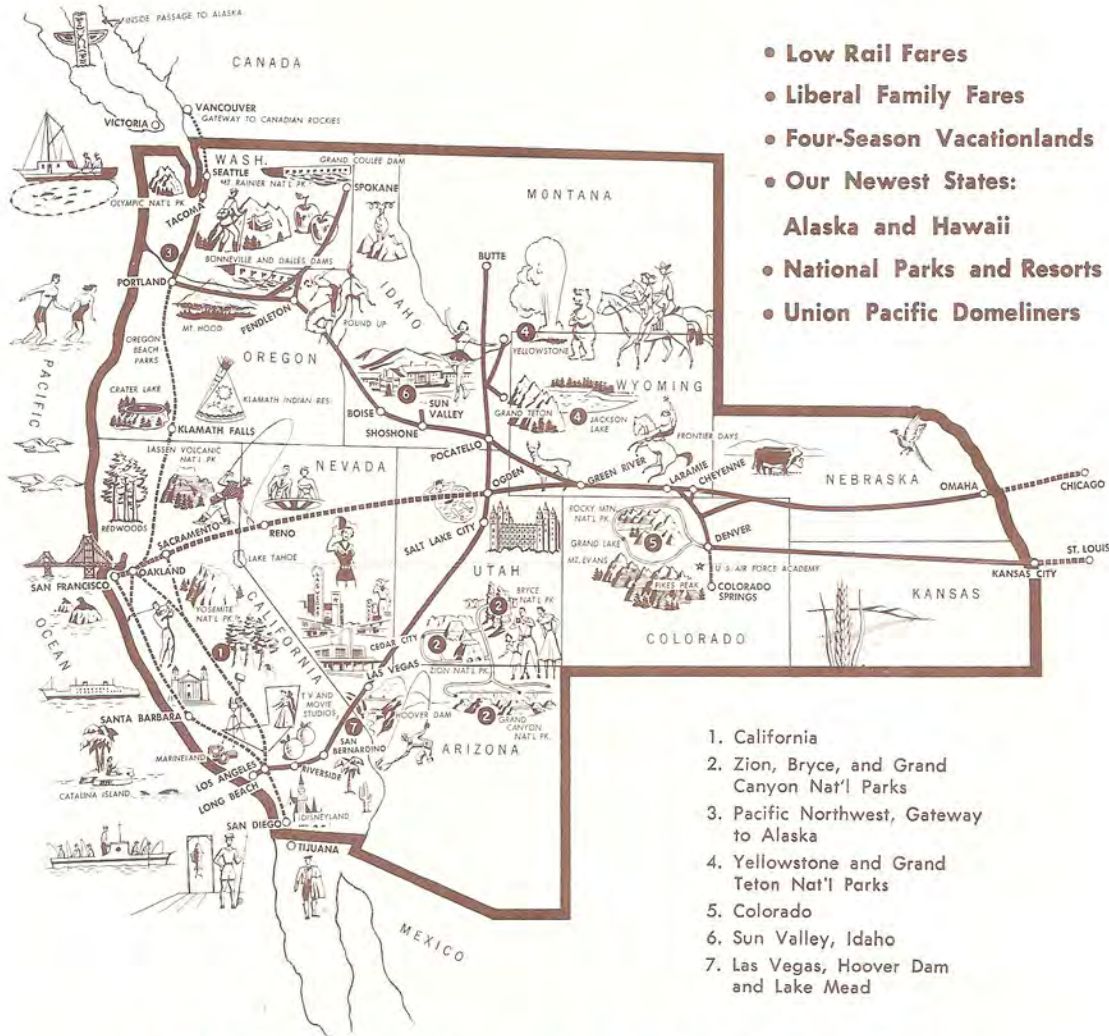 INSIDE PASSAGE TO ALASKA
CANADA
VANCOUVER
GATEWAY TO CANADIAN ROCKIES
VICTORIA
• Low Rail Fares
• Liberal Family Fares
• Four-Season Vacationlands
• Our Newest States:
Alaska and Hawaii
• National Parks and Resorts
• Union Pacific Domeliners
WASH.
SEATTLE
MT. RAINIER NAT'L PK.
GRAND COULEE DAM
SPOKANE
OLYMPIC NAT'L PK.
TACOMA
3
BONNEVILLE AND DALLES DAMS
PORTLAND
MT. HOOD
PENDLETON
ROUND UP
IDAHO
MONTANA
BUTTE
4
YELLOWSTONE
WYOMING
GRAND TETON
4
JACKSON
LAKE
OREGON
BEACH
PARKS
OREGON
CRATER LAKE
KLAMATH INDIAN RES.
KLAMATH FALLS
6
SUN
VALLEY
BOISE
SHOSHONE
POCATELLO
PACIFIC
OCEAN
LASSEN VOLCANIC
NAT'L PK.
NEVADA
REDWOODS
SACRAMENTO
RENO
LAKE TAHOE
OAKLAND
SAN FRANCISCO
YOSEMITE
NAT'L PK.
1
CALIFORNIA
OGDEN
SALT LAKE CITY
UTAH
GREEN RIVER
LARAMIE
CHEYENNE
FRONTIER DAYS
NEBRASKA
OMAHA
CHICAGO
ROCKY MTN.
NAT'L PK.
GRAND LAKE
5
MT. EVANS
PIKES PEAK
DENVER
U.S. AIR FORCE ACADEMY
COLORADO
SPRINGS
COLORADO
KANSAS
KANSAS CITY
ST. LOUIS
BRYCE
NAT'L PK.
2
CEDAR CITY
2
ZION NAT'L PK.
LAS VEGAS
HOOVER DAM
2
GRAND
CANYON
NAT'L PK.
ARIZONA
T V AND
MOVIE
STUDIOS
7
SANTA BARBARA
MARINELAND
SAN
BERNARDINO
LOS ANGELES
RIVERSIDE
LONG BEACH
CATALINA ISLAND
DISNEYLAND
SAN DIEGO
TIJUANA
MEXICO
1. California
2. Zion, Bryce, and Grand
Canyon Nat'l Parks
3. Pacific Northwest, Gateway
to Alaska
4. Yellowstone and Grand
Teton Nat'l Parks
5. Colorado
6. Sun Valley, Idaho
7. Las Vegas, Hoover Dam
and Lake Mead